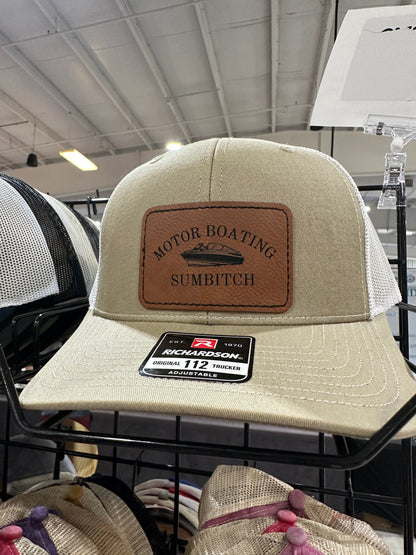 MOTOR BOATING
SUMBITCH
EST. R 1970
RICHARDSON®
ORIGINAL 112 TRUCKER
ADJUSTABLE